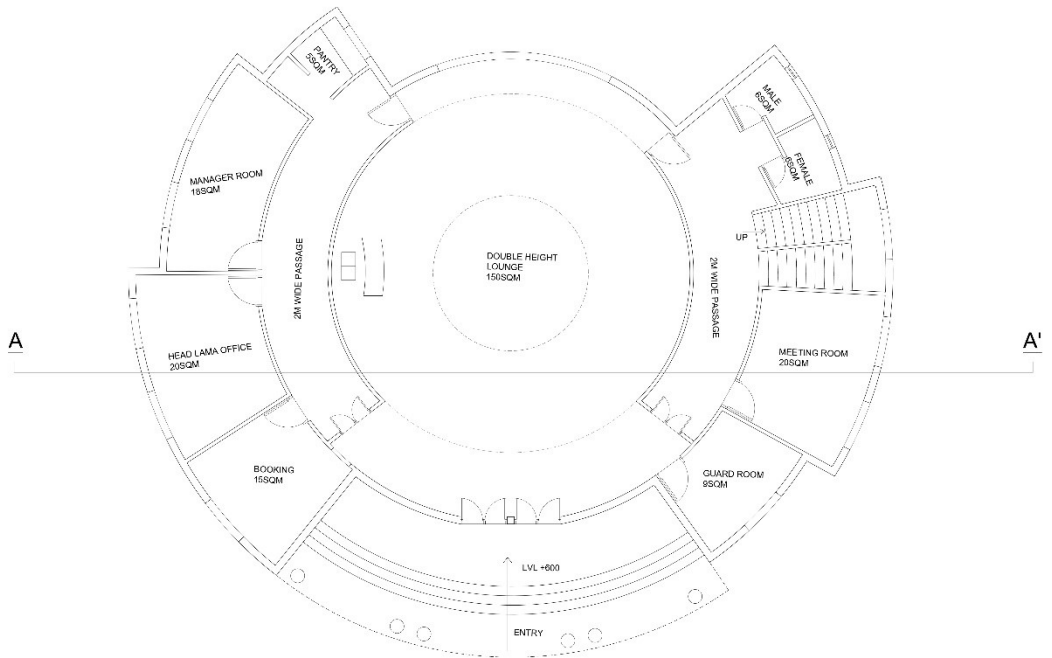 PANTRY
5SQM
MALE
6SQM
FEMALE
6SQM
MANAGER ROOM
18SQM
UP
2M WIDE PASSAGE
DOUBLE HEIGHT
LOUNGE
150SQM
2M WIDE PASSAGE
A
A'
HEAD LAMA OFFICE
20SQM
MEETING ROOM
20SQM
BOOKING
15SQM
GUARD ROOM
9SQM
LVL +600
ENTRY